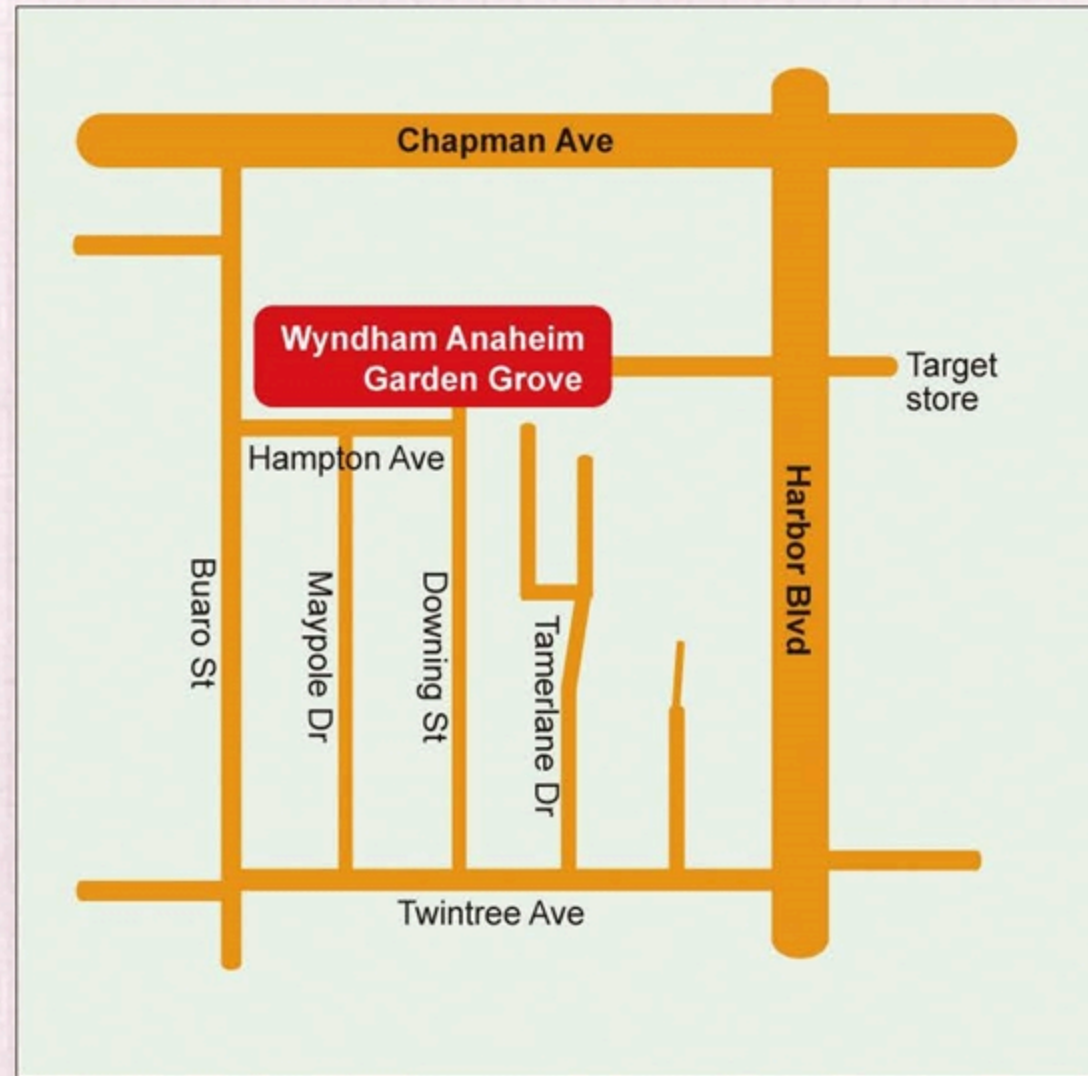 Chapman Ave
Wyndham Anaheim
Garden Grove
Target
store
Hampton Ave
Harbor Blvd
Buaro St
Maypole Dr
Downing St
Tamerlane Dr
Twintree Ave